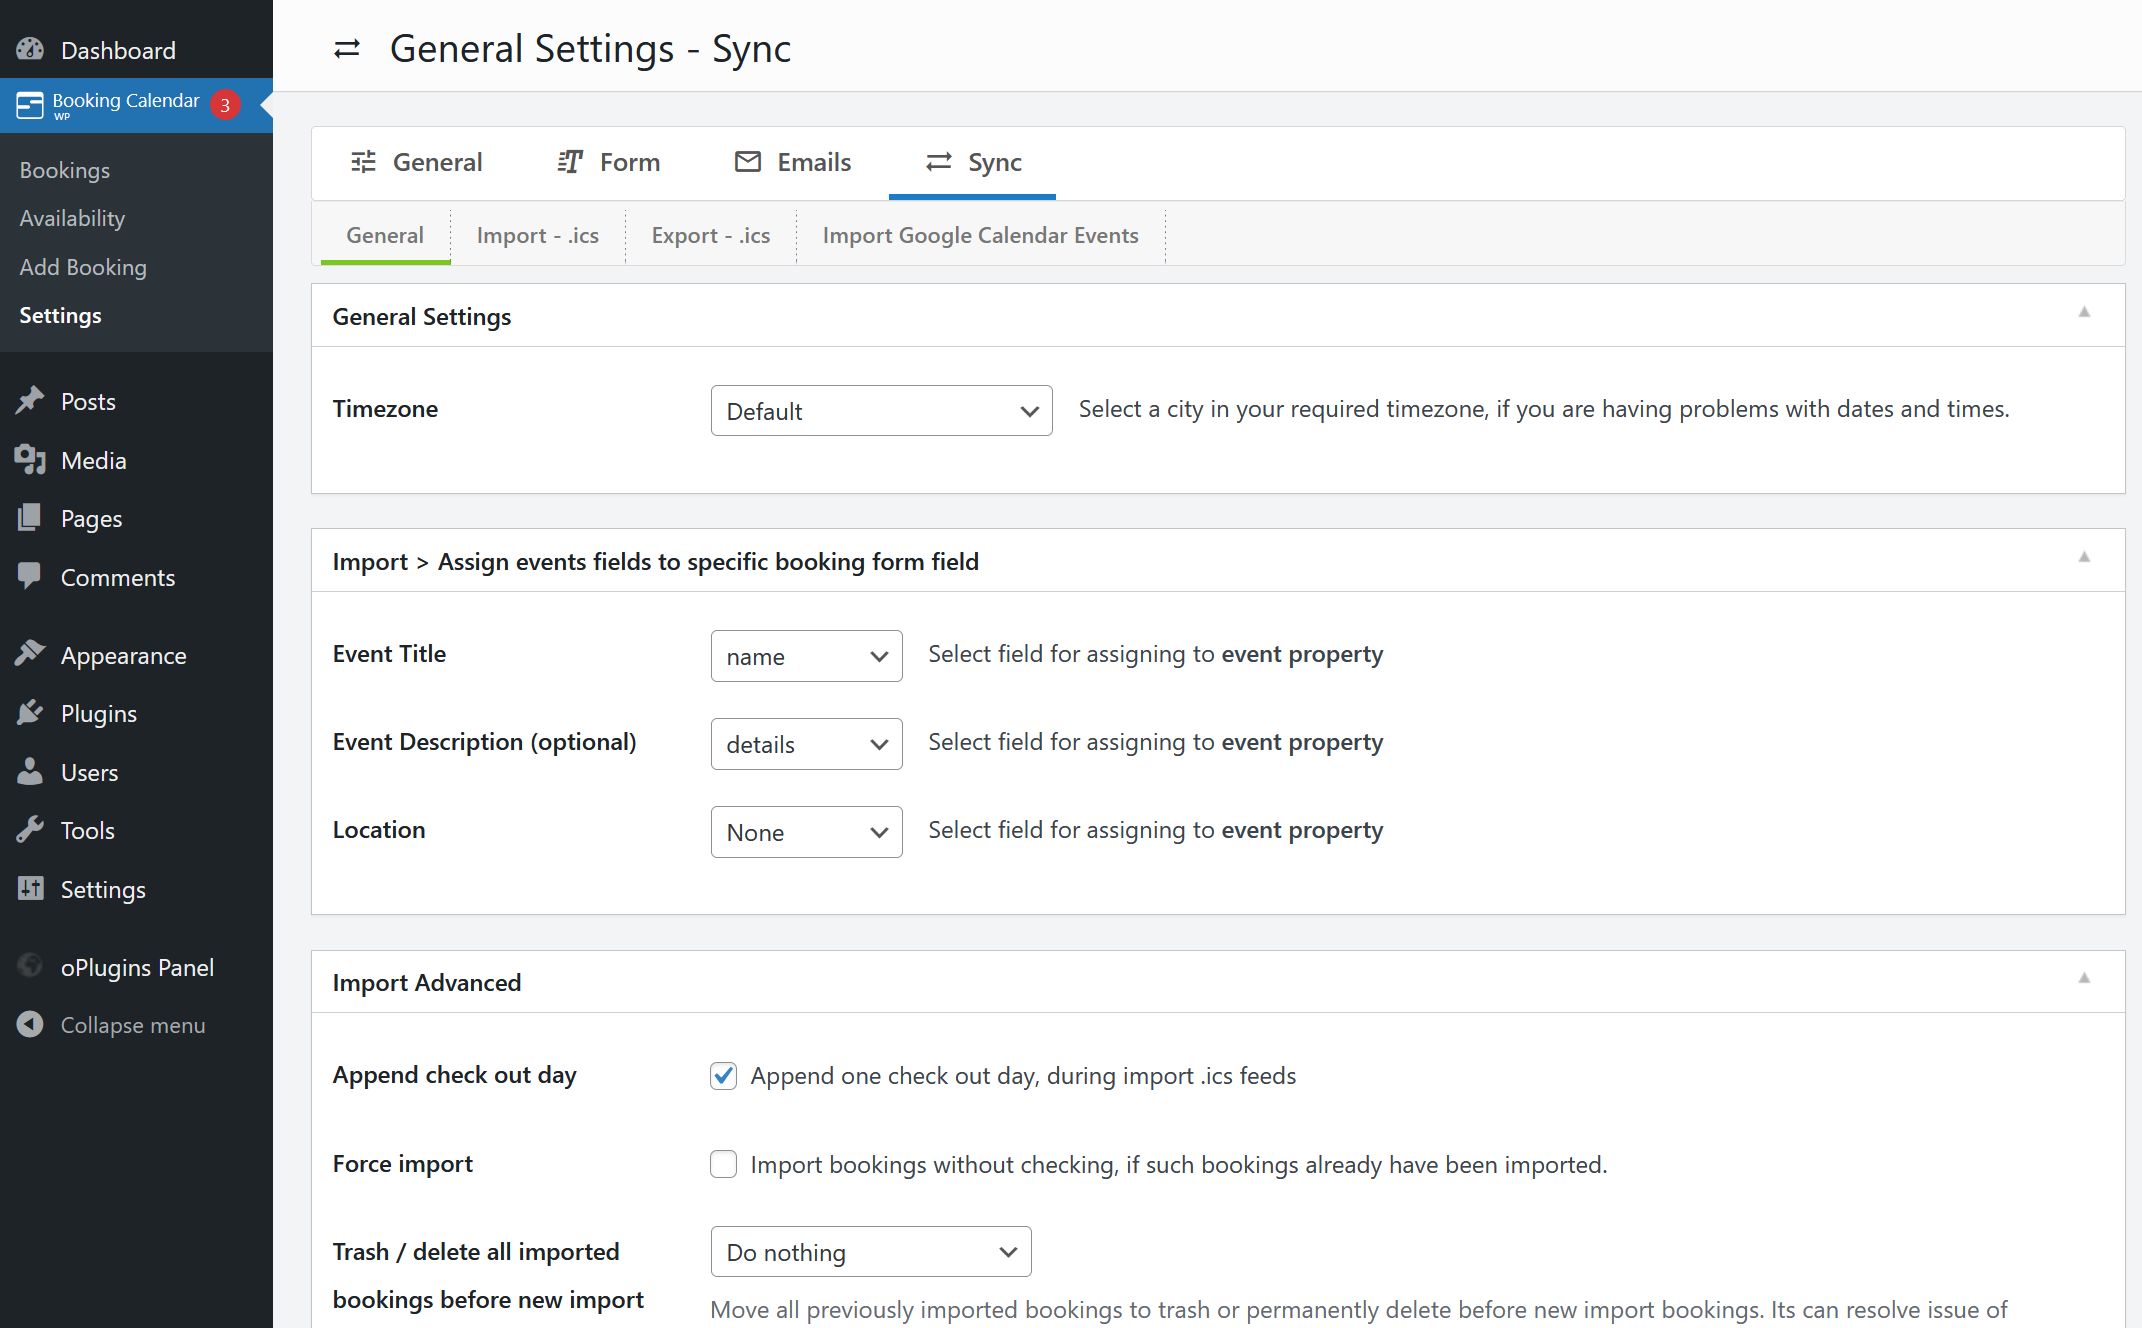 Dashboard
Booking Calendar 3
WP
Bookings
Availability
Add Booking
Settings
Posts
Media
Pages
Comments
Appearance
Plugins
Users
Tools
Settings
oPlugins Panel
Collapse menu
General Settings - Sync
General Form Emails Sync
General Import - .ics Export - .ics Import Google Calendar Events
General Settings
Timezone Default Select a city in your required timezone, if you are having problems with dates and times.
Import > Assign events fields to specific booking form field
Event Title name Select field for assigning to event property
Event Description (optional) details Select field for assigning to event property
Location None Select field for assigning to event property
Import Advanced
Append check out day Append one check out day, during import .ics feeds
Force import Import bookings without checking, if such bookings already have been imported.
Trash / delete all imported Do nothing
bookings before new import Move all previously imported bookings to trash or permanently delete before new import bookings. Its can resolve issue of